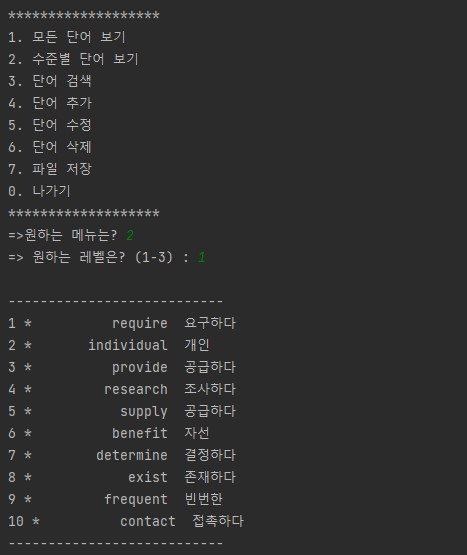 *******************
1. 모든 단어 보기
2. 수준별 단어 보기
3. 단어 검색
4. 단어 추가
5. 단어 수정
6. 단어 삭제
7. 파일 저장
0. 나가기
*******************
=>원하는 메뉴는? 2
=> 원하는 레벨은? (1-3) : 1

---------------------------
1 *          require  요구하다
2 *       individual  개인
3 *          provide  공급하다
4 *         research  조사하다
5 *           supply  공급하다
6 *          benefit  자선
7 *        determine  결정하다
8 *            exist  존재하다
9 *         frequent  빈번한
10 *          contact  접촉하다
---------------------------